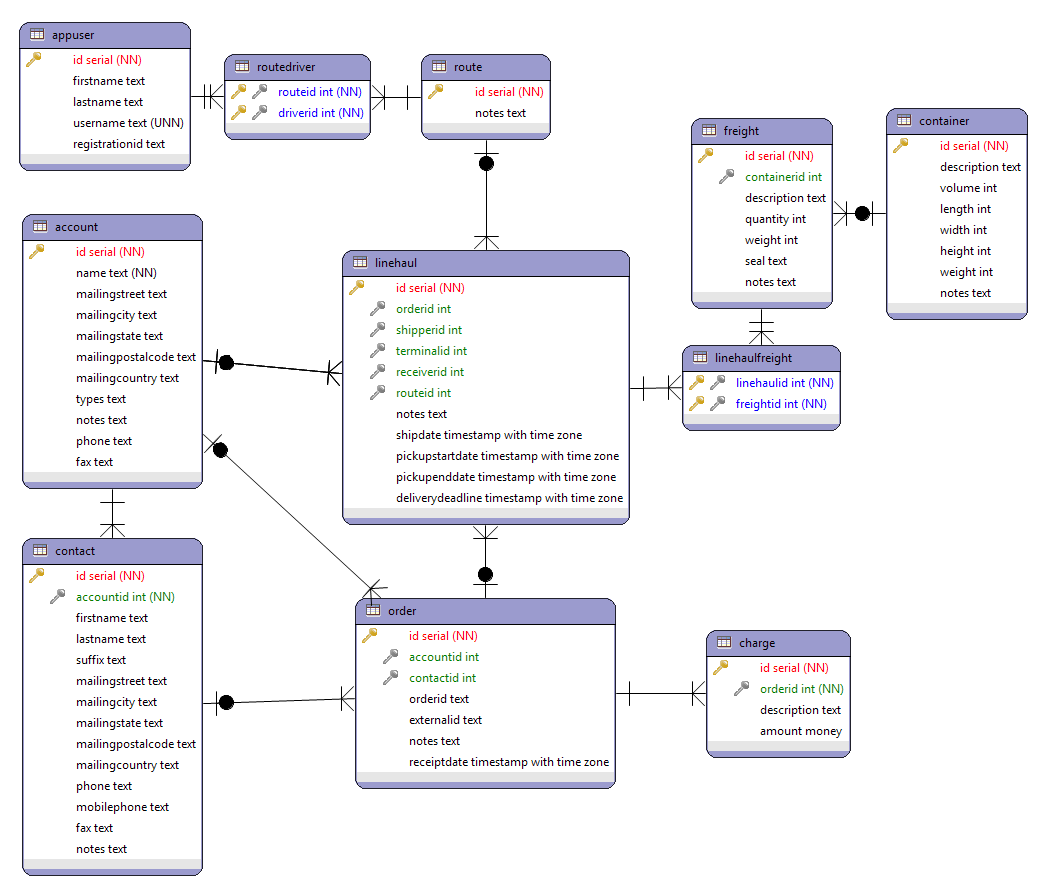 appuser
id serial (NN)
firstname text
lastname text
username text (UNN)
registrationid text
routedriver
routeid int (NN)
driverid int (NN)
route
id serial (NN)
notes text
freight
id serial (NN)
containerid int
description text
quantity int
weight int
seal text
notes text
container
id serial (NN)
description text
volume int
length int
width int
height int
weight int
notes text
account
id serial (NN)
name text (NN)
mailingstreet text
mailingcity text
mailingstate text
mailingpostalcode text
mailingcountry text
types text
notes text
phone text
fax text
linehaul
id serial (NN)
orderid int
shipperid int
terminalid int
receiverid int
routeid int
notes text
shipdate timestamp with time zone
pickupstartdate timestamp with time zone
pickupenddate timestamp with time zone
deliverydeadline timestamp with time zone
linehaulfreight
linehaulid int (NN)
freightid int (NN)
contact
id serial (NN)
accountid int (NN)
firstname text
lastname text
suffix text
mailingstreet text
mailingcity text
mailingstate text
mailingpostalcode text
mailingcountry text
phone text
mobilephone text
fax text
notes text
order
id serial (NN)
accountid int
contactid int
orderid text
externalid text
notes text
receiptdate timestamp with time zone
charge
id serial (NN)
orderid int (NN)
description text
amount money